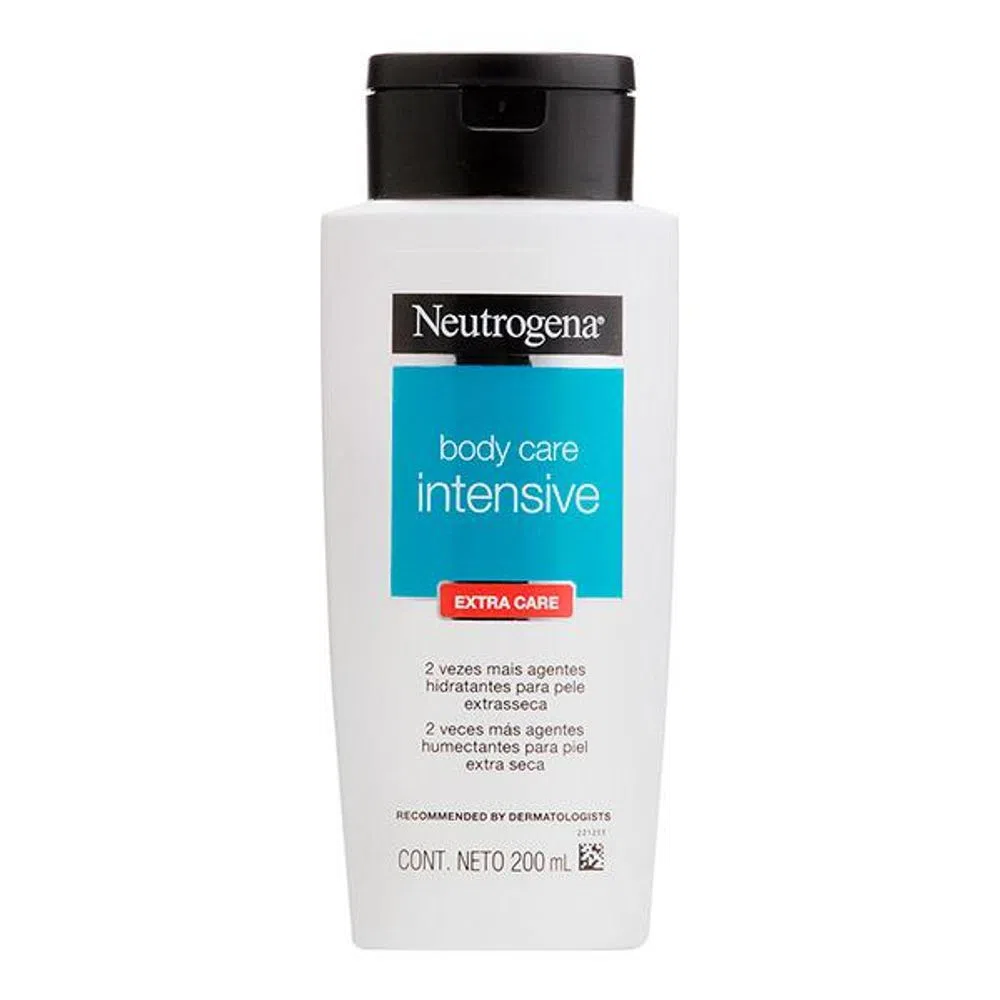 Neutrogena®
body care
intensive
EXTRA CARE
2 vezes mais agentes
hidratantes para pele
extrasseca
2 veces más agentes
humectantes para piel
extra seca
RECOMMENDED BY DERMATOLOGISTS
CONT. NETO 200 mL